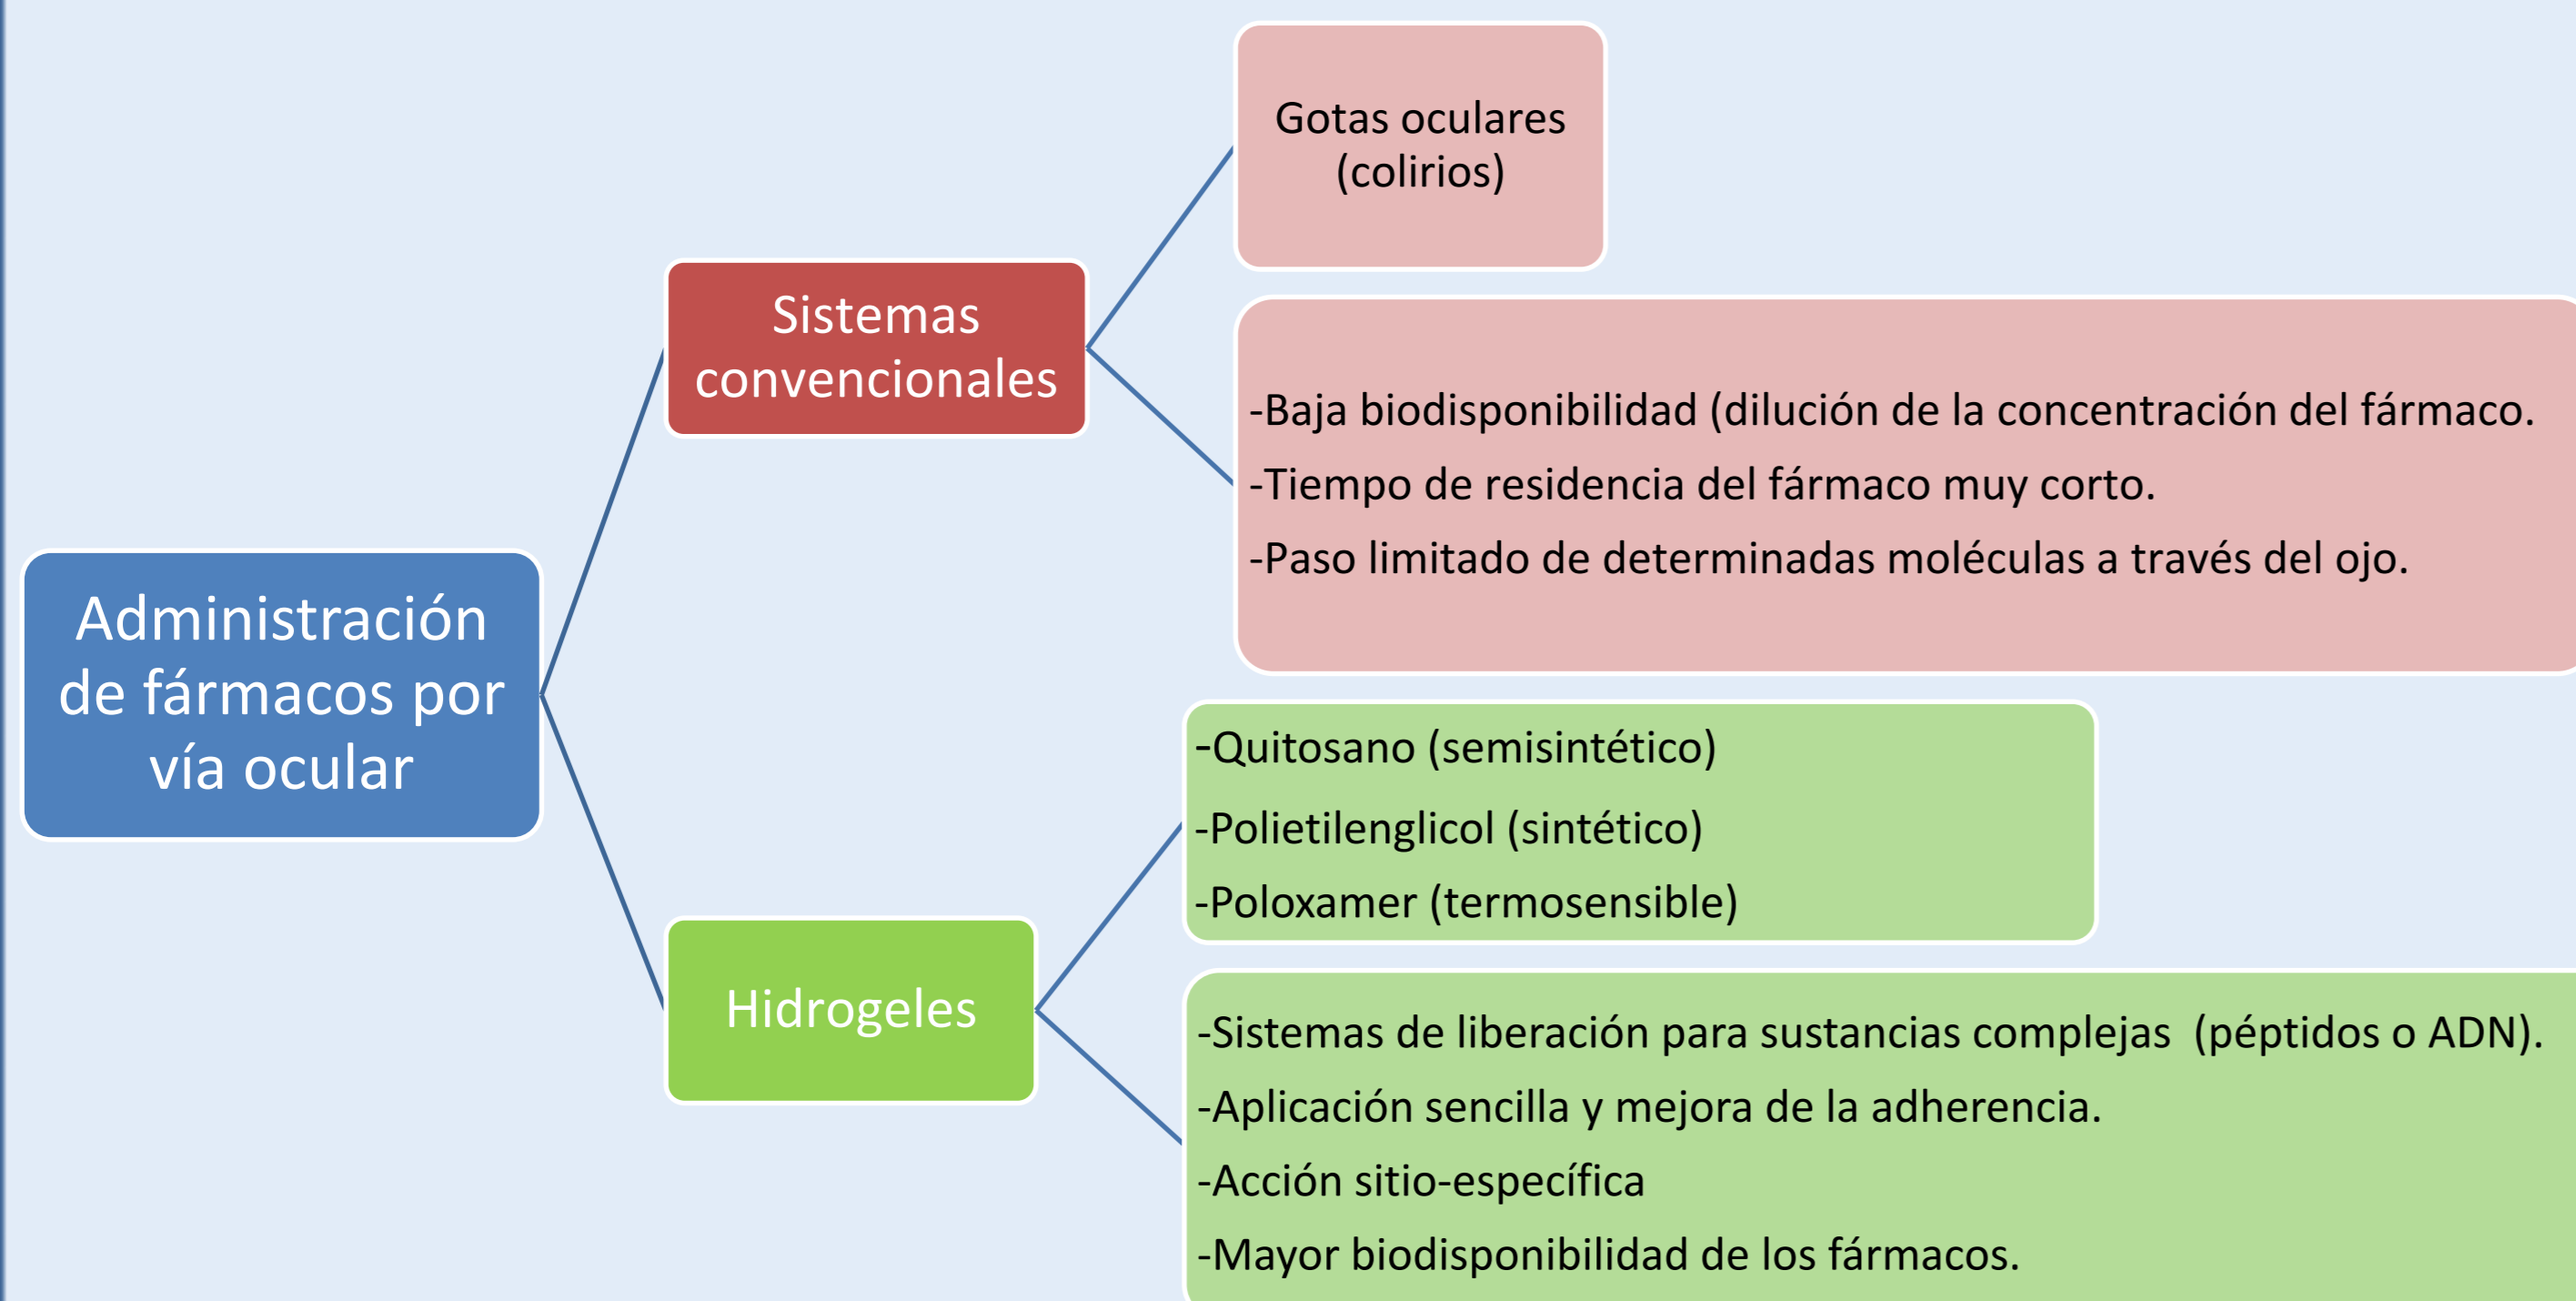 Gotas oculares
(colirios)
Sistemas
convencionales
-Baja biodisponibilidad (dilución de la concentración del fármaco.
-Tiempo de residencia del fármaco muy corto.
-Paso limitado de determinadas moléculas a través del ojo.
Administración
de fármacos por
vía ocular
-Quitosano (semisintético)
-Polietilenglicol (sintético)
-Poloxamer (termosensible)
Hidrogeles
-Sistemas de liberación para sustancias complejas  (péptidos o ADN).
-Aplicación sencilla y mejora de la adherencia.
-Acción sitio-específica
-Mayor biodisponibilidad de los fármacos.